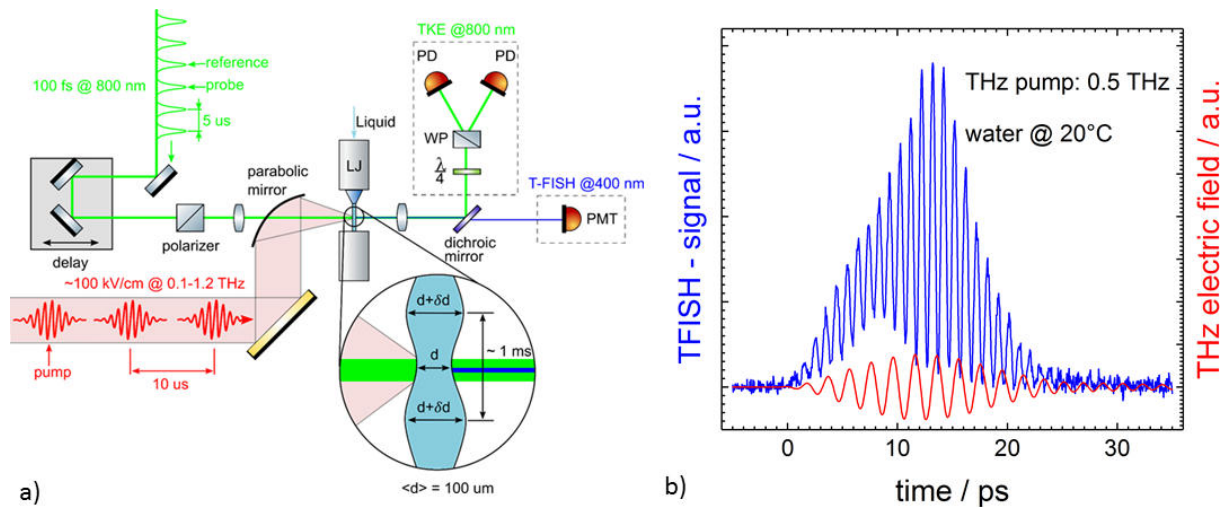 TKE @800 nm
PD
PD
100 fs @ 800 nm
reference
probe
5 us
Liquid
WP
LJ
λ
4
parabolic
mirror
T-FISH @400 nm
PMT
polarizer
dichroic
mirror
delay
~100 kV/cm @ 0.1-1.2 THz
d+δd
~ 1 ms
d
pump
10 us
d+δd
a)
<d> = 100 um
THz pump: 0.5 THz
water @ 20°C
TFISH - signal / a.u.
THz electric field / a.u.
0
10
20
30
b)
time / ps